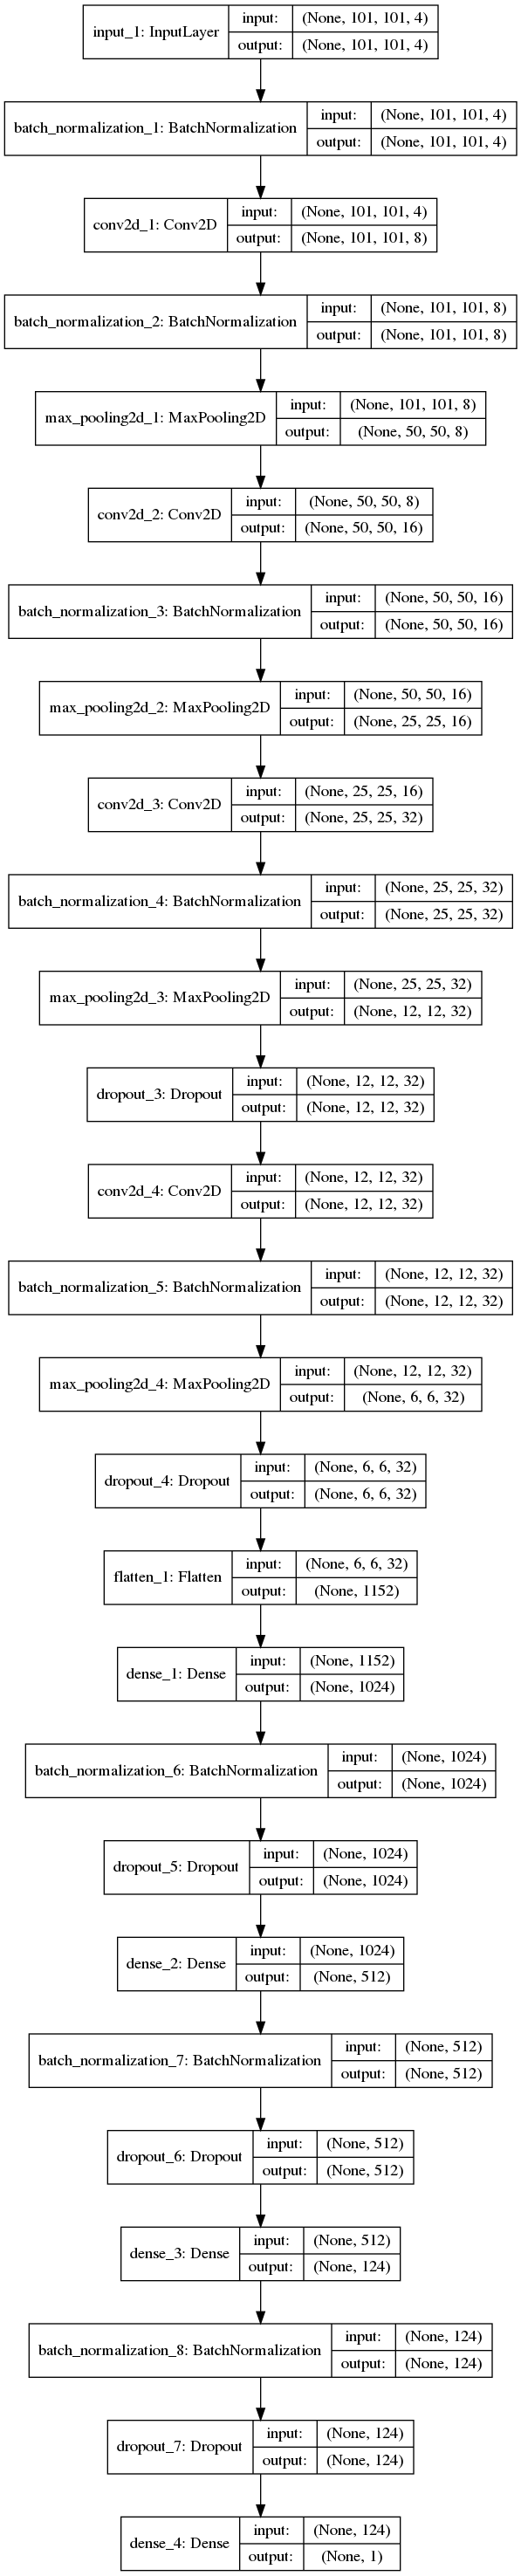 input_1: InputLayer
input: (None, 101, 101, 4)
output: (None, 101, 101, 4)
batch_normalization_1: BatchNormalization
input: (None, 101, 101, 4)
output: (None, 101, 101, 4)
conv2d_1: Conv2D
input: (None, 101, 101, 4)
output: (None, 101, 101, 8)
batch_normalization_2: BatchNormalization
input: (None, 101, 101, 8)
output: (None, 101, 101, 8)
max_pooling2d_1: MaxPooling2D
input: (None, 101, 101, 8)
output: (None, 50, 50, 8)
conv2d_2: Conv2D
input: (None, 50, 50, 8)
output: (None, 50, 50, 16)
batch_normalization_3: BatchNormalization
input: (None, 50, 50, 16)
output: (None, 50, 50, 16)
max_pooling2d_2: MaxPooling2D
input: (None, 50, 50, 16)
output: (None, 25, 25, 16)
conv2d_3: Conv2D
input: (None, 25, 25, 16)
output: (None, 25, 25, 32)
batch_normalization_4: BatchNormalization
input: (None, 25, 25, 32)
output: (None, 25, 25, 32)
max_pooling2d_3: MaxPooling2D
input: (None, 25, 25, 32)
output: (None, 12, 12, 32)
dropout_3: Dropout
input: (None, 12, 12, 32)
output: (None, 12, 12, 32)
conv2d_4: Conv2D
input: (None, 12, 12, 32)
output: (None, 12, 12, 32)
batch_normalization_5: BatchNormalization
input: (None, 12, 12, 32)
output: (None, 12, 12, 32)
max_pooling2d_4: MaxPooling2D
input: (None, 12, 12, 32)
output: (None, 6, 6, 32)
dropout_4: Dropout
input: (None, 6, 6, 32)
output: (None, 6, 6, 32)
flatten_1: Flatten
input: (None, 6, 6, 32)
output: (None, 1152)
dense_1: Dense
input: (None, 1152)
output: (None, 1024)
batch_normalization_6: BatchNormalization
input: (None, 1024)
output: (None, 1024)
dropout_5: Dropout
input: (None, 1024)
output: (None, 1024)
dense_2: Dense
input: (None, 1024)
output: (None, 512)
batch_normalization_7: BatchNormalization
input: (None, 512)
output: (None, 512)
dropout_6: Dropout
input: (None, 512)
output: (None, 512)
dense_3: Dense
input: (None, 512)
output: (None, 124)
batch_normalization_8: BatchNormalization
input: (None, 124)
output: (None, 124)
dropout_7: Dropout
input: (None, 124)
output: (None, 124)
dense_4: Dense
input: (None, 124)
output: (None, 1)